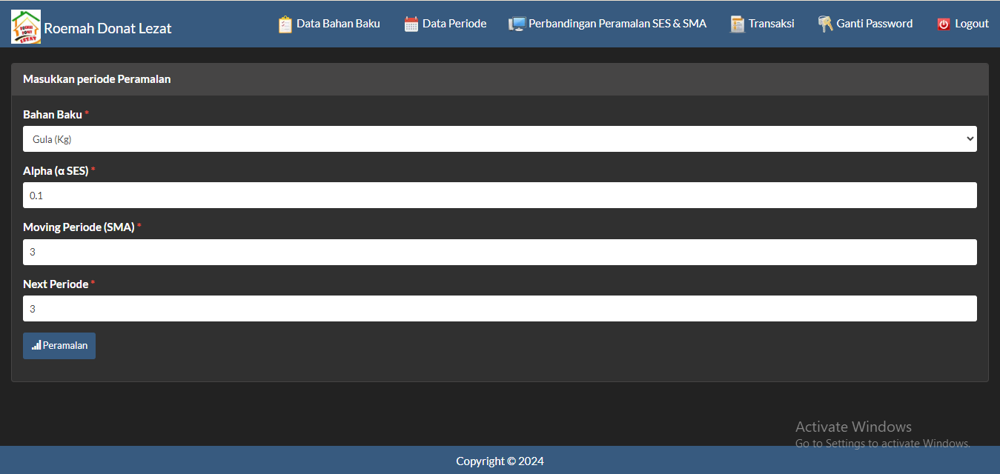 Roemah Donat Lezat
Data Bahan Baku
Data Periode
Perbandingan Peramalan SES & SMA
Transaksi
Ganti Password
Logout
Masukkan periode Peramalan
Bahan Baku *
Gula (Kg)
Alpha (α SES) *
0.1
Moving Periode (SMA) *
3
Next Periode *
3
Peramalan
Activate Windows
Go to Settings to activate Windows.
Copyright © 2024